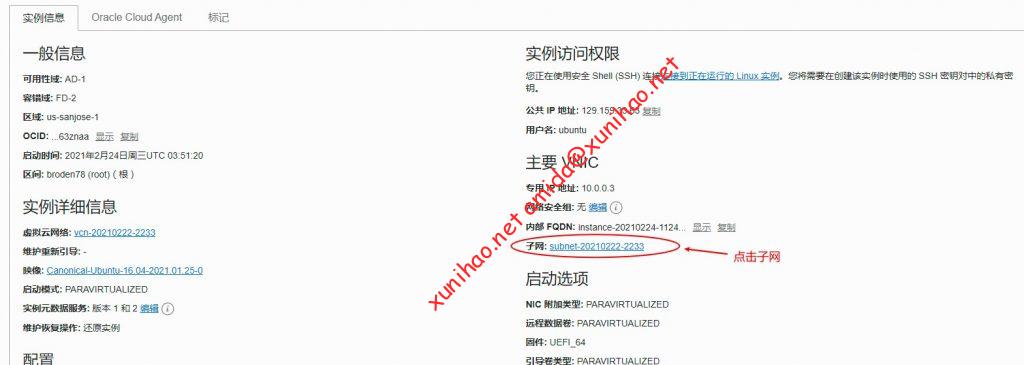 实例信息 Oracle Cloud Agent 标记
一般信息
可用性域: AD-1
容错域: FD-2
区域: us-sanjose-1
OCID: ...63znaa 显示 复制
启动时间: 2021年2月24日周三UTC 03:51:20
区间: broden78 (root)（根）
实例详细信息
虚拟云网络: vcn-20210222-2233
维护重新引导: -
映像: Canonical-Ubuntu-16.04-2021.01.25-0
启动模式: PARAVIRTUALIZED
实例元数据服务: 版本 1 和 2 编辑
维护恢复操作: 还原实例
配置
实例访问权限
您正在使用安全 Shell (SSH) 连接到正在运行的 Linux 实例。您将需要在创建该实例时使用的 SSH 密钥对中的私有密
钥。
公共 IP 地址: 复制
用户名: ubuntu
主要 VNIC
专用 IP 地址: 10.0.0.3
网络安全组: 无 编辑
内部 FQDN: instance-20210224-1124... 显示 复制
子网: subnet-20210222-2233
点击子网
启动选项
NIC 附加类型: PARAVIRTUALIZED
远程数据卷: PARAVIRTUALIZED
固件: UEFI_64
引导卷类型: PARAVIRTUALIZED
xunihao.net amida@xunihao.net